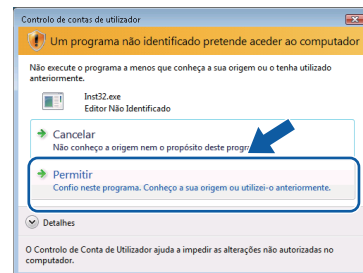 Controlo de contas de utilizador
Um programa não identificado pretende aceder ao computador
Não execute o programa a menos que conheça a sua origem ou o tenha utilizado
anteriormente.
Inst32.exe
Editor Não Identificado
Cancelar
Não conheço a origem nem o propósito deste
Permitir
Confio neste programa. Conheço a sua origem ou utilizei-o anteriormente.
Detalhes
O Controlo de Conta de Utilizador ajuda a impedir as alterações não autorizadas no
computador.